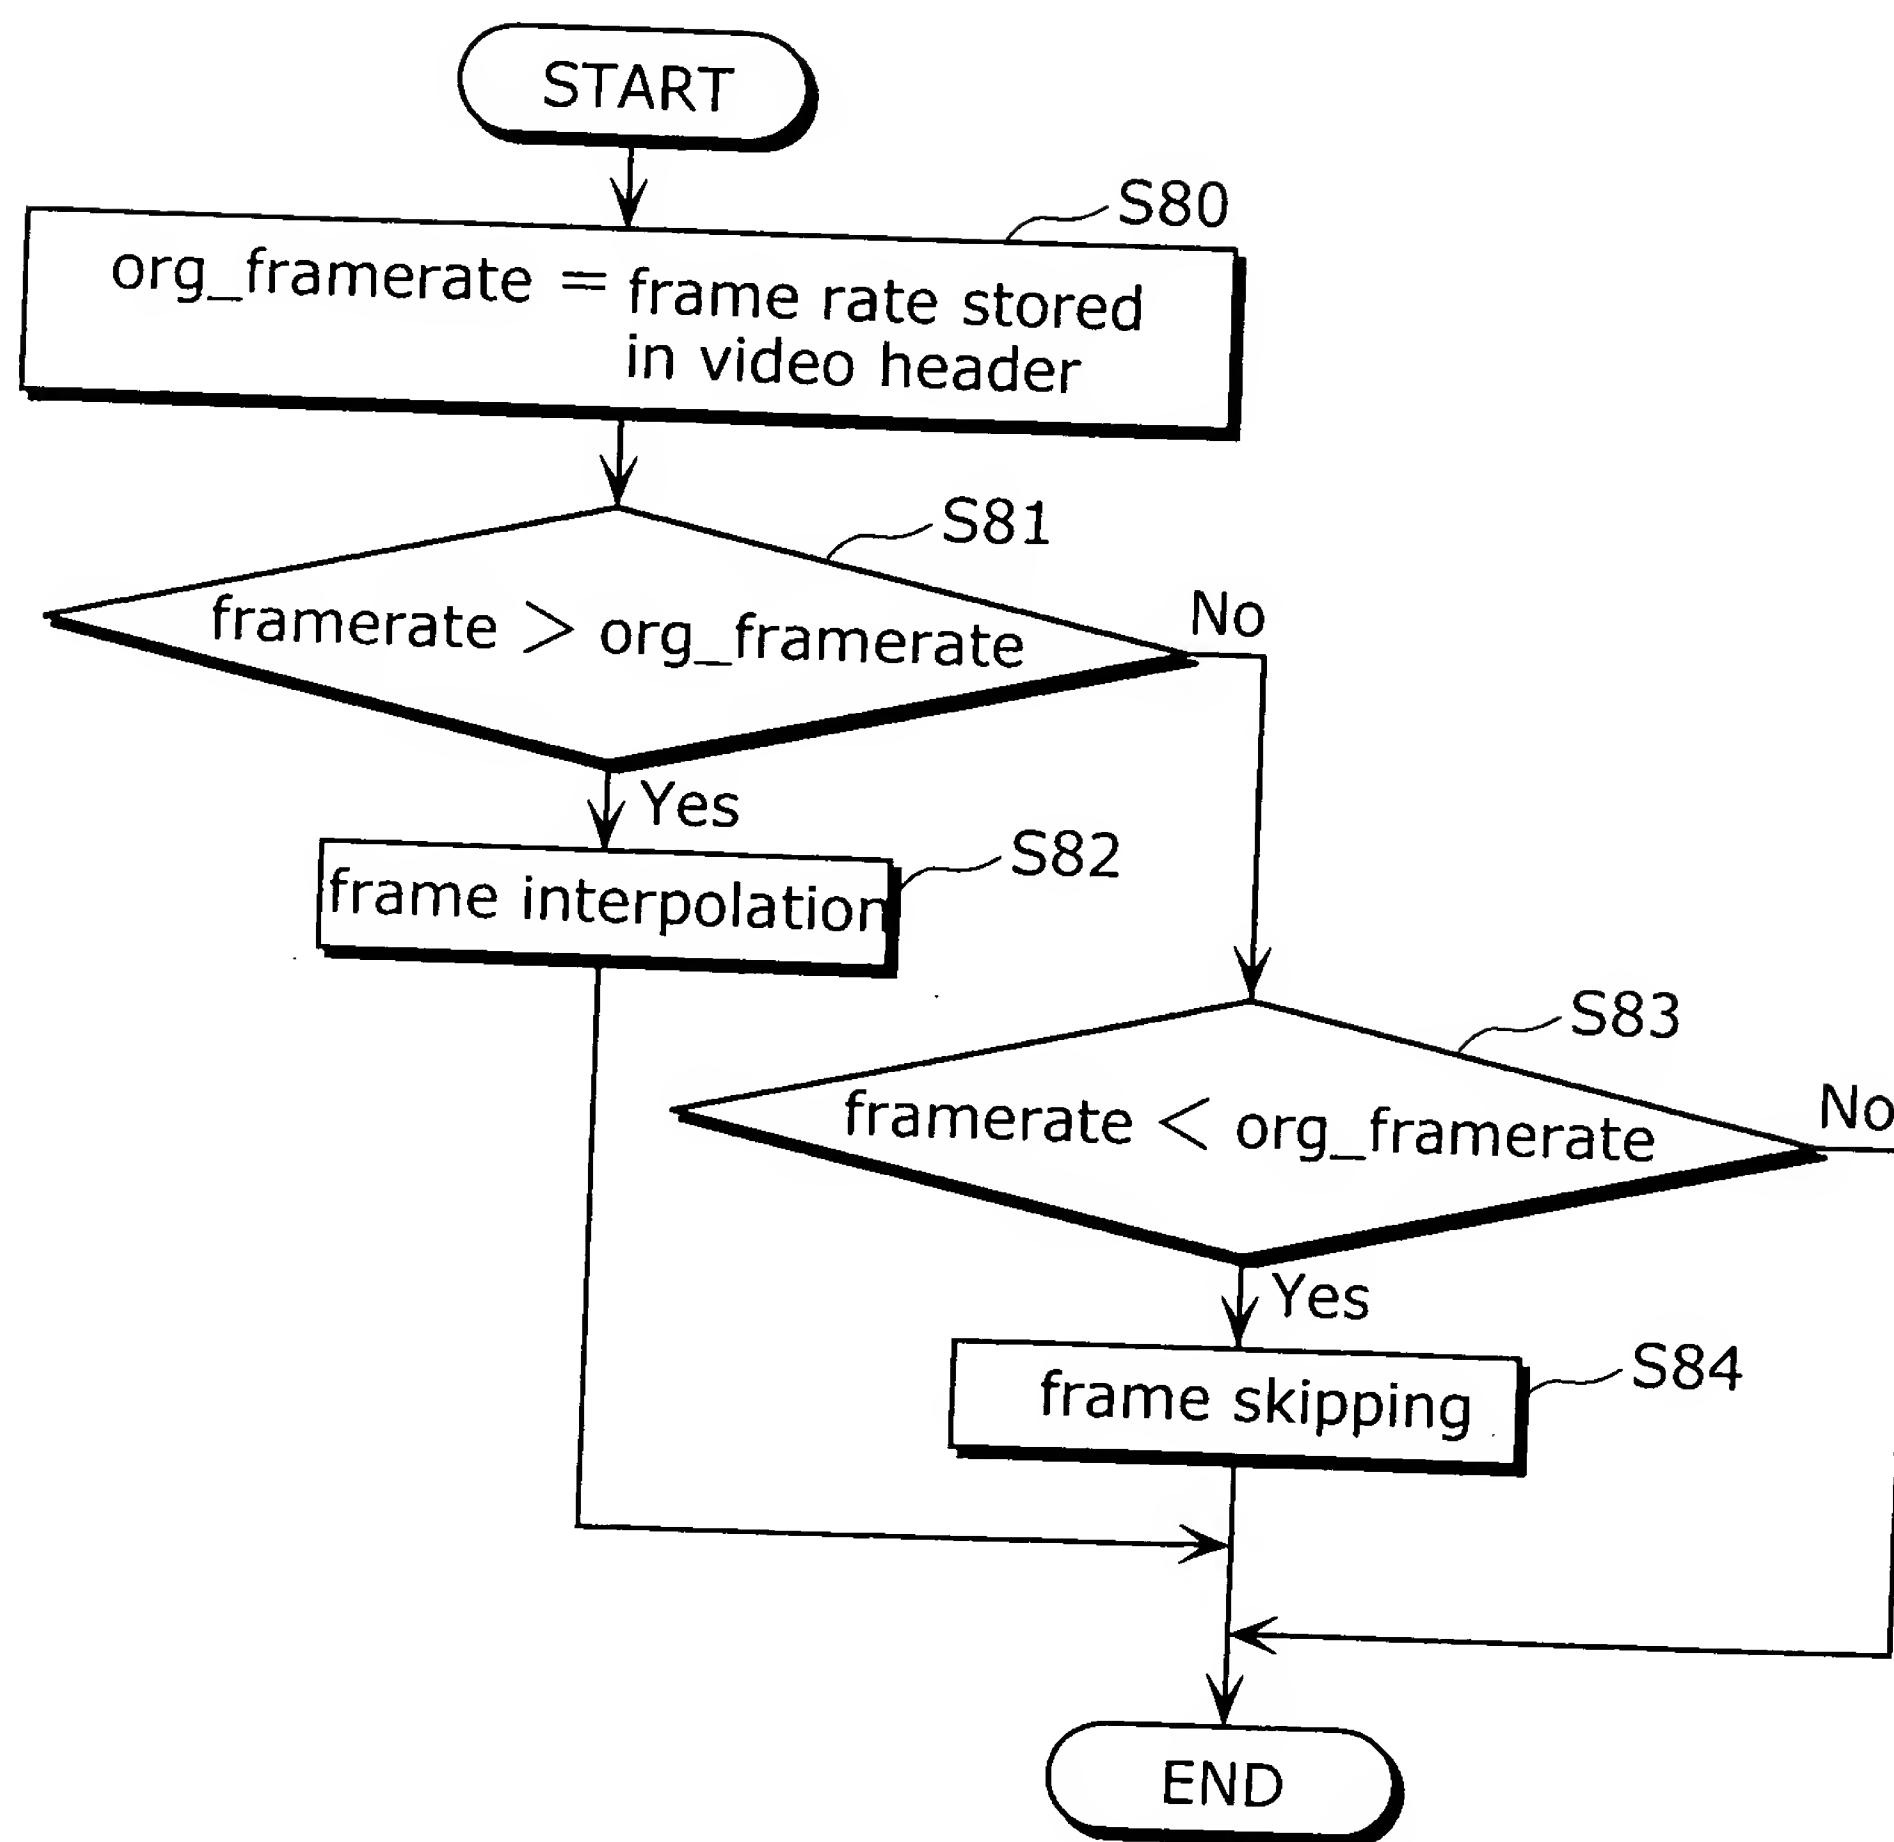 START
S80
org_framerate = frame rate stored
in video header
S81
framerate > org_framerate
No
Yes
S82
frame interpolation
S83
framerate < org_framerate
No
Yes
S84
frame skipping
END